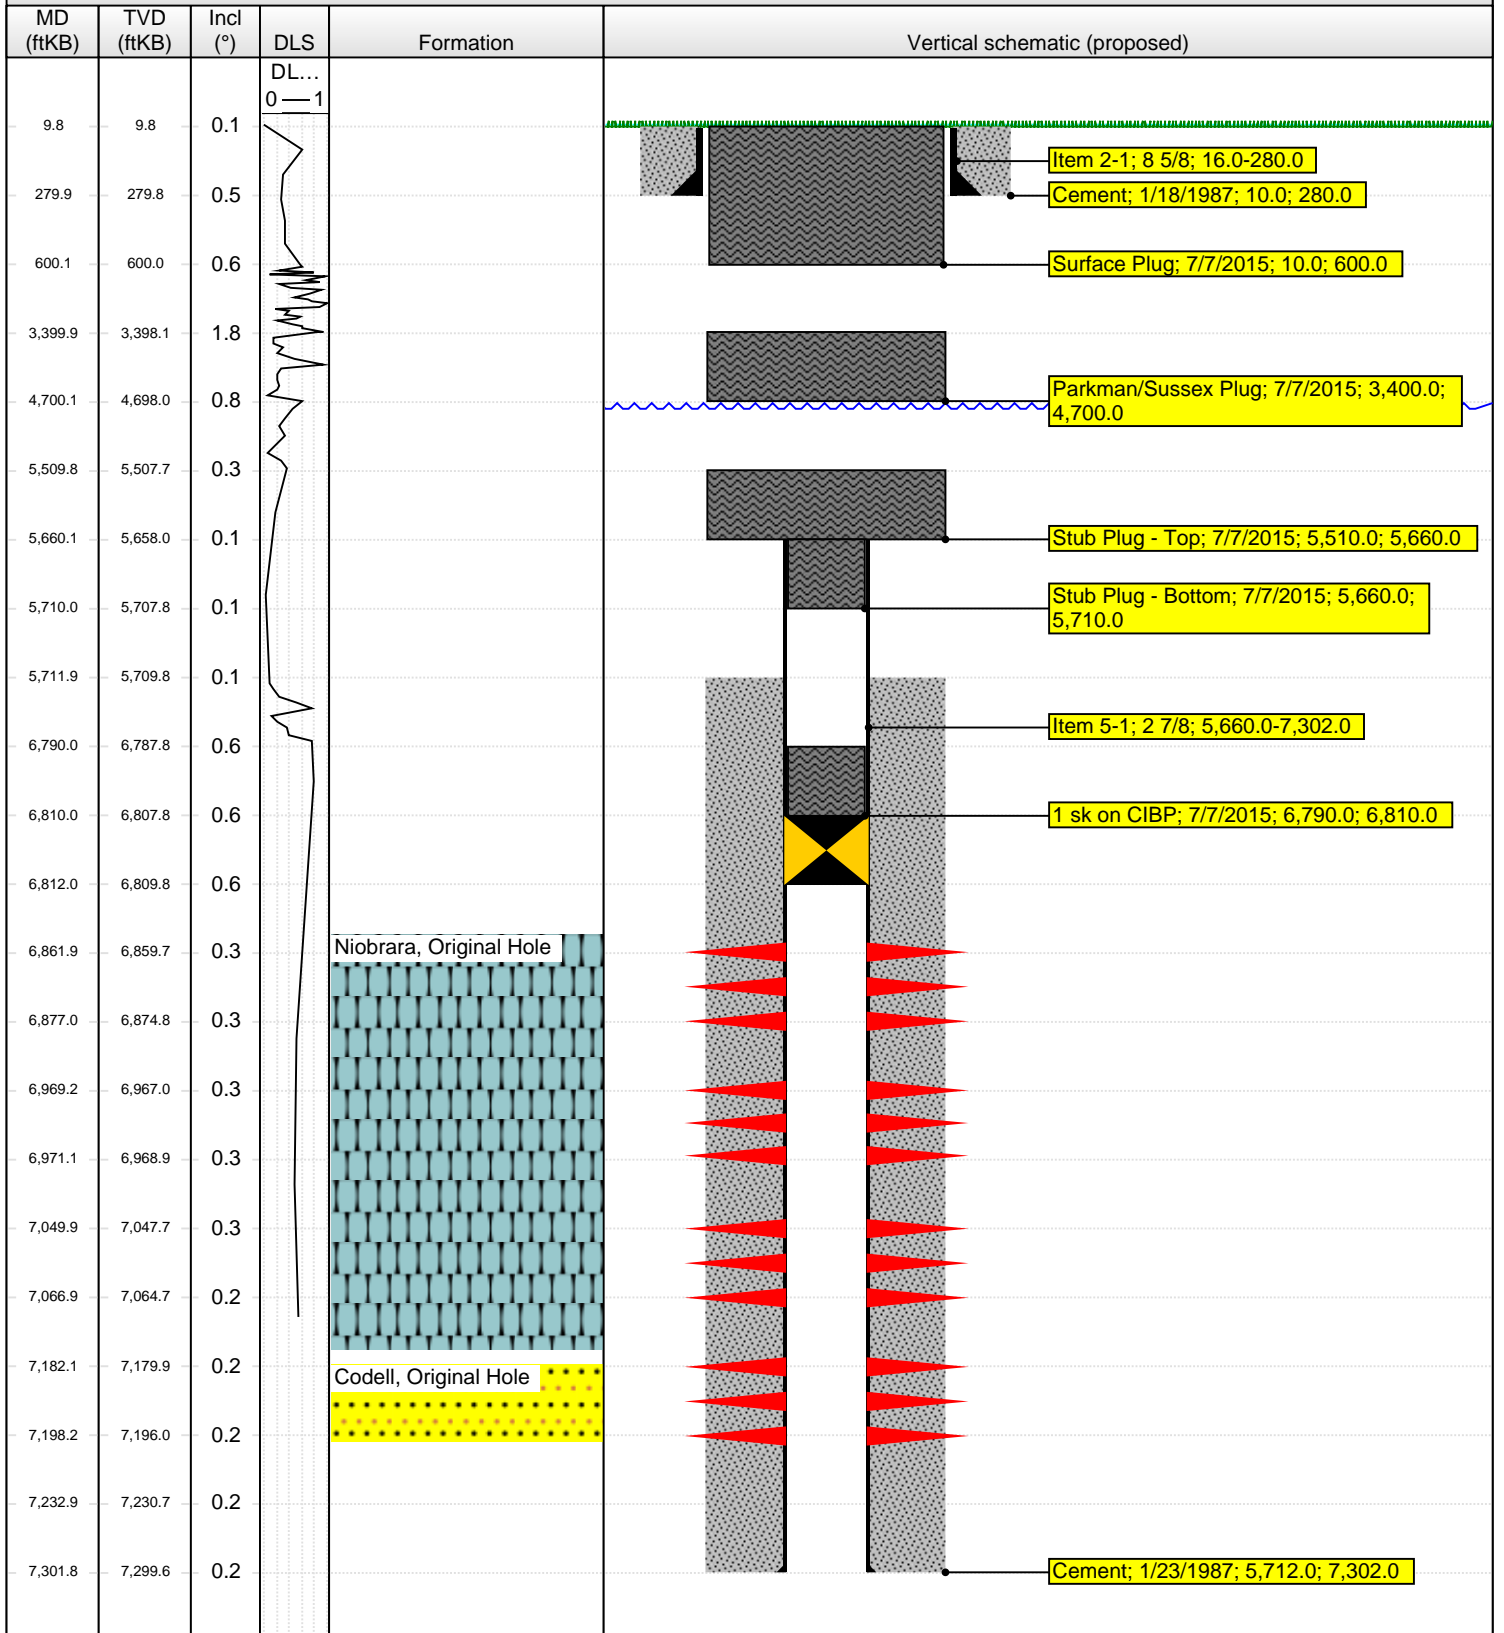 MD (ftKB) TVD (ftKB) Incl (°) DLS Formation Vertical schematic (proposed)
DL...
0 1
9.8 9.8 0.1
Item 2-1; 8 5/8; 16.0-280.0
279.9 279.8 0.5 Cement; 1/18/1987; 10.0; 280.0
600.1 600.0 0.6 Surface Plug; 7/7/2015; 10.0; 600.0
3,399.9 3,398.1 1.8
4,700.1 4,698.0 0.8 Parkman/Sussex Plug; 7/7/2015; 3,400.0;
4,700.0
5,509.8 5,507.7 0.3
5,660.1 5,658.0 0.1 Stub Plug - Top; 7/7/2015; 5,510.0; 5,660.0
5,710.0 5,707.8 0.1 Stub Plug - Bottom; 7/7/2015; 5,660.0;
5,710.0
5,711.9 5,709.8 0.1
Item 5-1; 2 7/8; 5,660.0-7,302.0
6,790.0 6,787.8 0.6
6,810.0 6,807.8 0.6 1 sk on CIBP; 7/7/2015; 6,790.0; 6,810.0
6,812.0 6,809.8 0.6
6,861.9 6,859.7 0.3 Niobrara, Original Hole
6,877.0 6,874.8 0.3
6,969.2 6,967.0 0.3
6,971.1 6,968.9 0.3
7,049.9 7,047.7 0.3
7,066.9 7,064.7 0.2
7,182.1 7,179.9 0.2 Codell, Original Hole
7,198.2 7,196.0 0.2
7,232.9 7,230.7 0.2
7,301.8 7,299.6 0.2 Cement; 1/23/1987; 5,712.0; 7,302.0